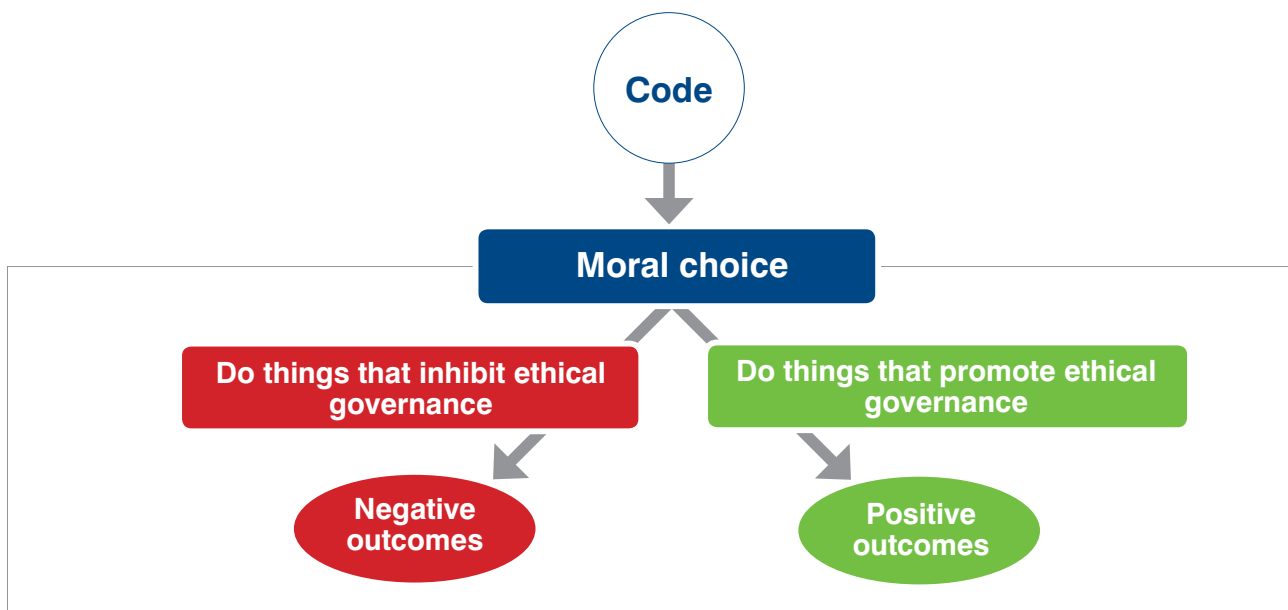 Code
Moral choice
Do things that inhibit ethical
governance
Do things that promote ethical
governance
Negative
outcomes
Positive
outcomes